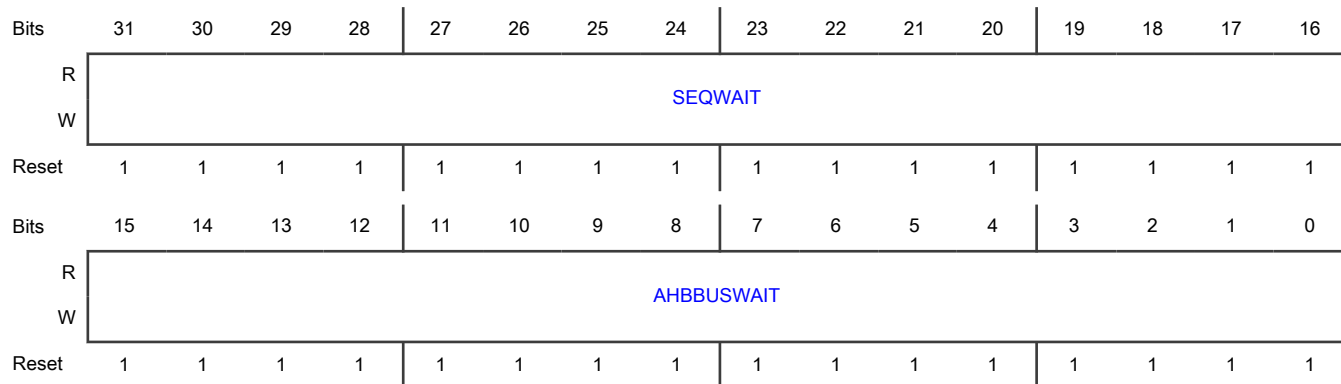 Bits 31 30 29 28 27 26 25 24 23 22 21 20 19 18 17 16
R
SEQWAIT
W
Reset 1 1 1 1 1 1 1 1 1 1 1 1 1 1 1 1
Bits 15 14 13 12 11 10 9 8 7 6 5 4 3 2 1 0
R
AHBBUSWAIT
W
Reset 1 1 1 1 1 1 1 1 1 1 1 1 1 1 1 1